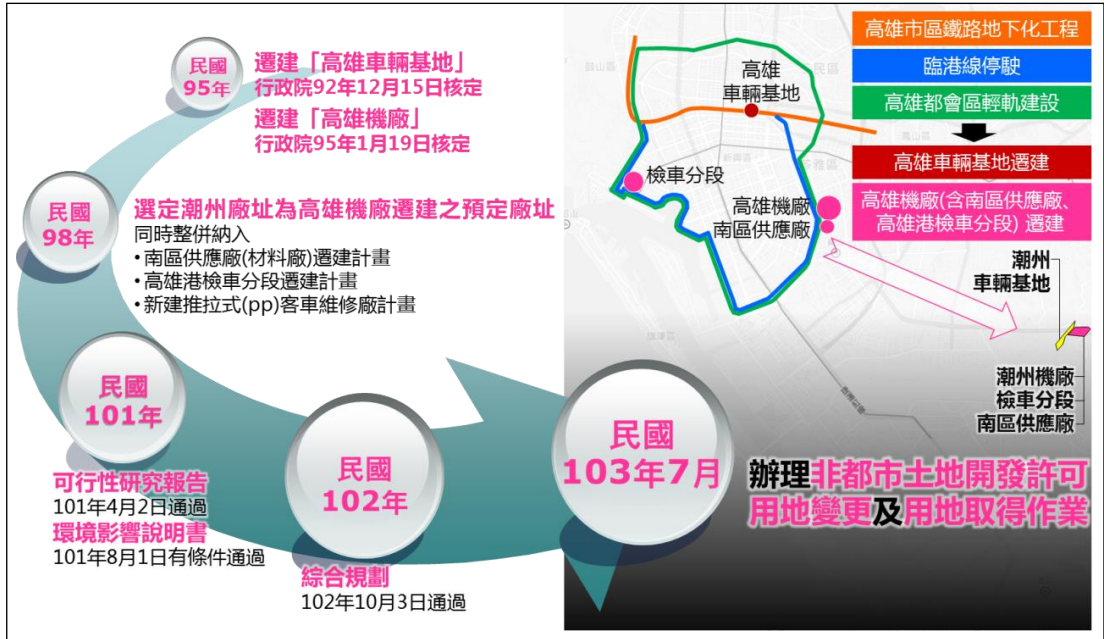 民國
95年
遷建「高雄車輛基地」
行政院92年12月15日核定
遷建「高雄機廠」
行政院95年1月19日核定
民國
98年
選定潮州廠址為高雄機廠遷建之預定廠址
同時整併納入
•南區供應廠(材料廠)遷建計畫
•高雄港檢車分段遷建計畫
•新建推拉式(pp)客車維修廠計畫
民國
101年
可行性研究報告
101年4月2日通過
環境影響說明書
101年8月1日有條件通過
民國
102年
綜合規劃
102年10月3日通過
民國
103年7月
辦理非都市土地開發許可
用地變更及用地取得作業
高雄市區鐵路地下化工程
臨港線停駛
高雄都會區輕軌建設
高雄車輛基地遷建
高雄機廠(含南區供應廠、
高雄港檢車分段) 遷建
高雄
車輛基地
檢車分段
高雄機廠
南區供應廠
潮州
車輛基地
潮州機廠
檢車分段
南區供應廠
鼓山區
新興區
鳳山區
旗津區